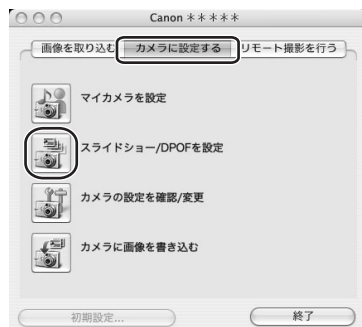 Canon *****
画像を取り込む カメラに設定する リモート撮影を行う
マイカメラを設定
スライドショー/DPOFを設定
カメラの設定を確認/変更
カメラに画像を書き込む
初期設定... 終了